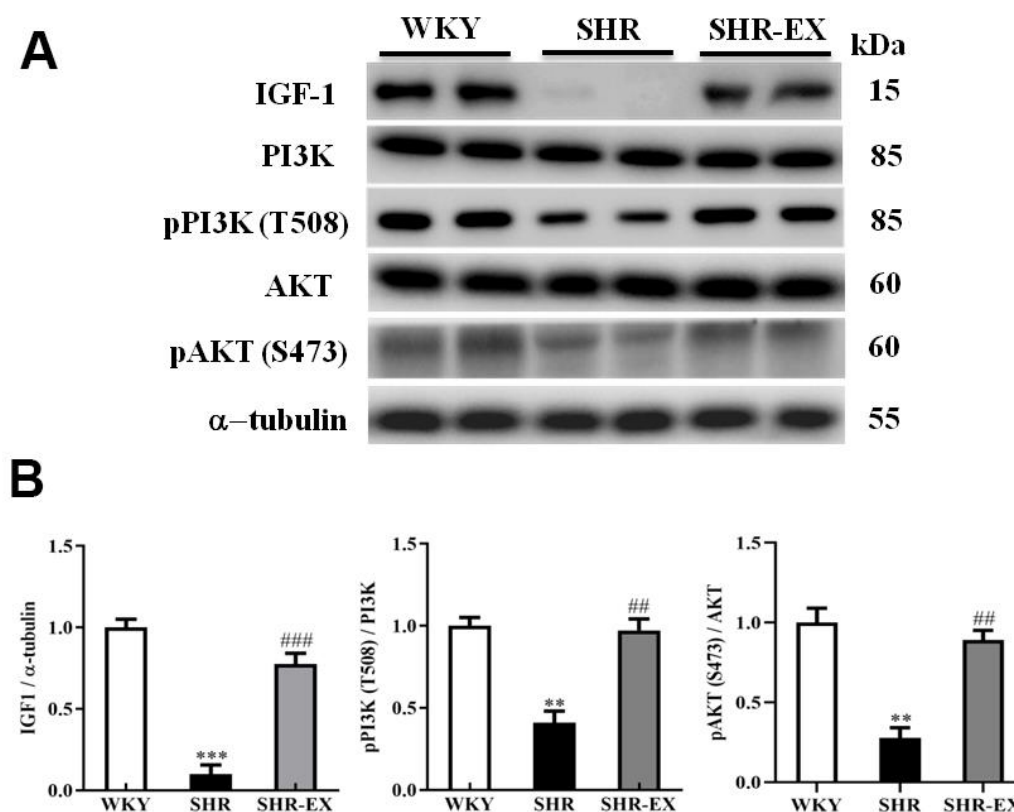 A
WKY SHR SHR-EX kDa
IGF-1 15
PI3K 85
pPI3K (T508) 85
AKT 60
pAKT (S473) 60
α−tubulin 55
B
IGF1 / α-tubulin
1.5
1.0
0.5
0.0
***
###
WKY SHR SHR-EX
pPI3K (T508) / PI3K
1.5
1.0
0.5
0.0
**
##
WKY SHR SHR-EX
pAKT (S473) / AKT
1.5
1.0
0.5
0.0
**
##
WKY SHR SHR-EX